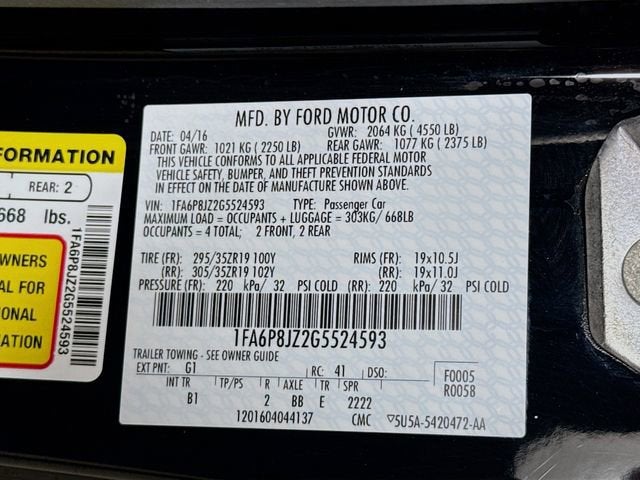 MFD. BY FORD MOTOR CO.
DATE: 04/16 GVWR: 2064 KG (4550 LB)
FRONT GAWR: 1021 KG (2250 LB) REAR GAWR: 1077 KG (2375 LB)
THIS VEHICLE CONFORMS TO ALL APPLICABLE FEDERAL MOTOR
VEHICLE SAFETY, BUMPER, AND THEFT PREVENTION STANDARDS
IN EFFECT ON THE DATE OF MANUFACTURE SHOWN ABOVE.
VIN: 1FA6P8JZ2G5524593 TYPE: Passenger Car
MAXIMUM LOAD = OCCUPANTS + LUGGAGE = 303KG/ 668LB
OCCUPANTS = 4 TOTAL; 2 FRONT, 2 REAR
TIRE (FR): 295/35ZR19 100Y RIMS (FR): 19x10.5J
(RR): 305/35ZR19 102Y (RR): 19x11.0J
PRESSURE (FR): 220 kPa/ 32 PSI COLD (RR): 220 kPa/ 32 PSI COLD
1FA6P8JZ2G5524593
TRAILER TOWING - SEE OWNER GUIDE
EXT PNT: G1 RC: 41 DSO: F0005
INT TR TP/PS R AXLE TR SPR R0058
B1 2 BB E 2222
1201604044137 CMC ▽5U5A-5420472-AA
FORMATION
REAR: 2
668 lbs.
WNERS
AL FOR
IONAL
ATION
1FA6P8JZ2G5524593